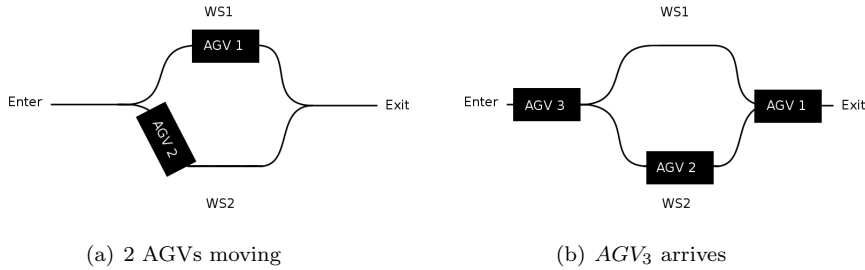 WS1
AGV 1
Enter
Exit
AGV 2
WS2
(a) 2 AGVs moving
WS1
Enter
AGV 3
AGV 1
Exit
AGV 2
WS2
(b) AGV₃ arrives